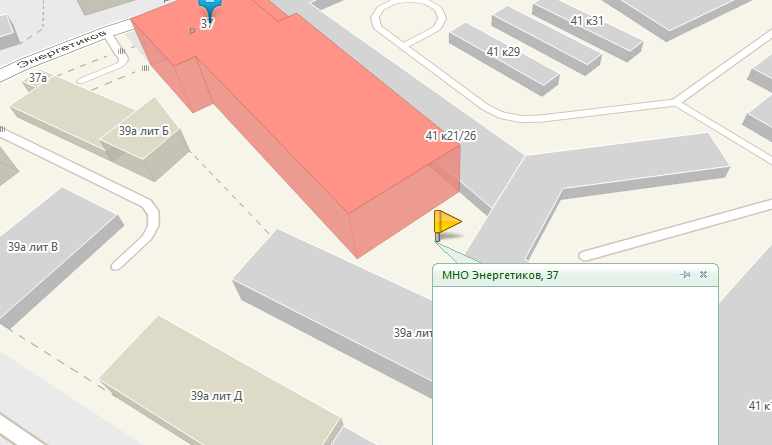 41 к31
37
P
Энергетиков
41 к29
37а
39а лит Б
41 к21/26
39а лит В
МНО Энергетиков, 37
39а лит
39а лит Д